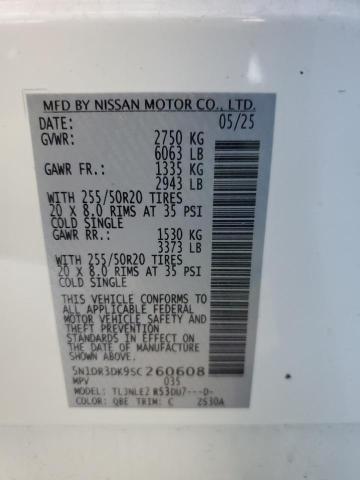 MFD BY NISSAN MOTOR CO., LTD.
DATE: 05/25
GVWR: 2750 KG
6063 LB
GAWR FR.: 1335 KG
2943 LB
WITH 255/50R20 TIRES
20 x 8.0 RIMS AT 35 PSI
COLD SINGLE
GAWR RR.: 1530 KG
3373 LB
WITH 255/50R20 TIRES
20 x 8.0 RIMS AT 35 PSI
COLD SINGLE
THIS VEHICLE CONFORMS TO
ALL APPLICABLE FEDERAL
MOTOR VEHICLE SAFETY
AND THEFT PREVENTION
STANDARDS IN EFFECT
ON THE DATE OF
MANUFACTURE SHOWN ABOVE
5N1DR3DK9SC260608
MPV 035
MODEL: TLJNLE2 R53DU7---D-
COLOR: QBE TRIM: C 2530A